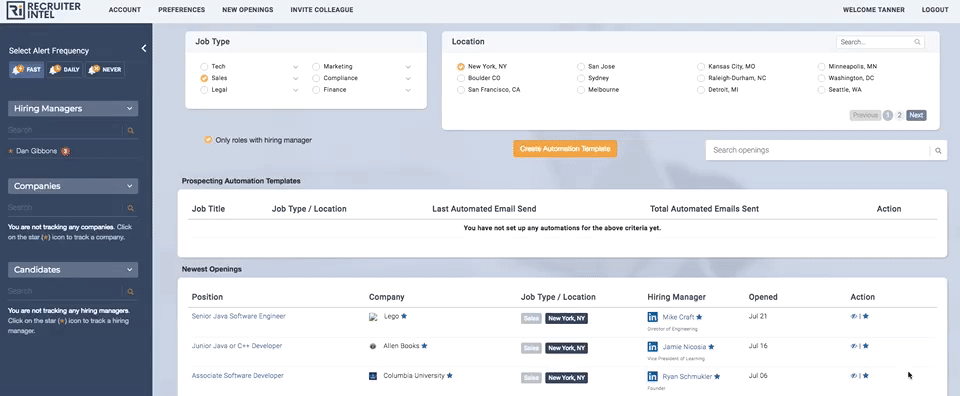 RECRUITER INTEL
ACCOUNT PREFERENCES NEW OPENINGS INVITE COLLEAGUE WELCOME TANNER LOGOUT
Select Alert Frequency
FAST DAILY NEVER
Hiring Managers
Search
Dan Gibbons 3
Companies
Search
You are not tracking any companies. Click
on the star (★) icon to track a company.
Candidates
Search
You are not tracking any hiring managers.
Click on the star (★) icon to track a hiring
manager.
Job Type
Tech Marketing
Sales Compliance
Legal Finance
Location
Search...
New York, NY San Jose Kansas City, MO Minneapolis, MN
Boulder CO Sydney Raleigh-Durham, NC Washington, DC
San Francisco, CA Melbourne Detroit, MI Seattle, WA
Previous 1 2 Next
Only roles with hiring manager
Create Automation Template
Search openings
Prospecting Automation Templates
Job Title Job Type / Location Last Automated Email Send Total Automated Emails Sent Action
You have not set up any automations for the above criteria yet.
Newest Openings
Position Company Job Type / Location Hiring Manager Opened Action
Senior Java Software Engineer Lego Sales New York, NY Mike Craft Jul 21
Director of Engineering
Junior Java or C++ Developer Allen Books Sales New York, NY Jamie Nicosia Jul 16
Vice President of Learning
Associate Software Developer Columbia University Sales New York, NY Ryan Schmukler Jul 06
Founder